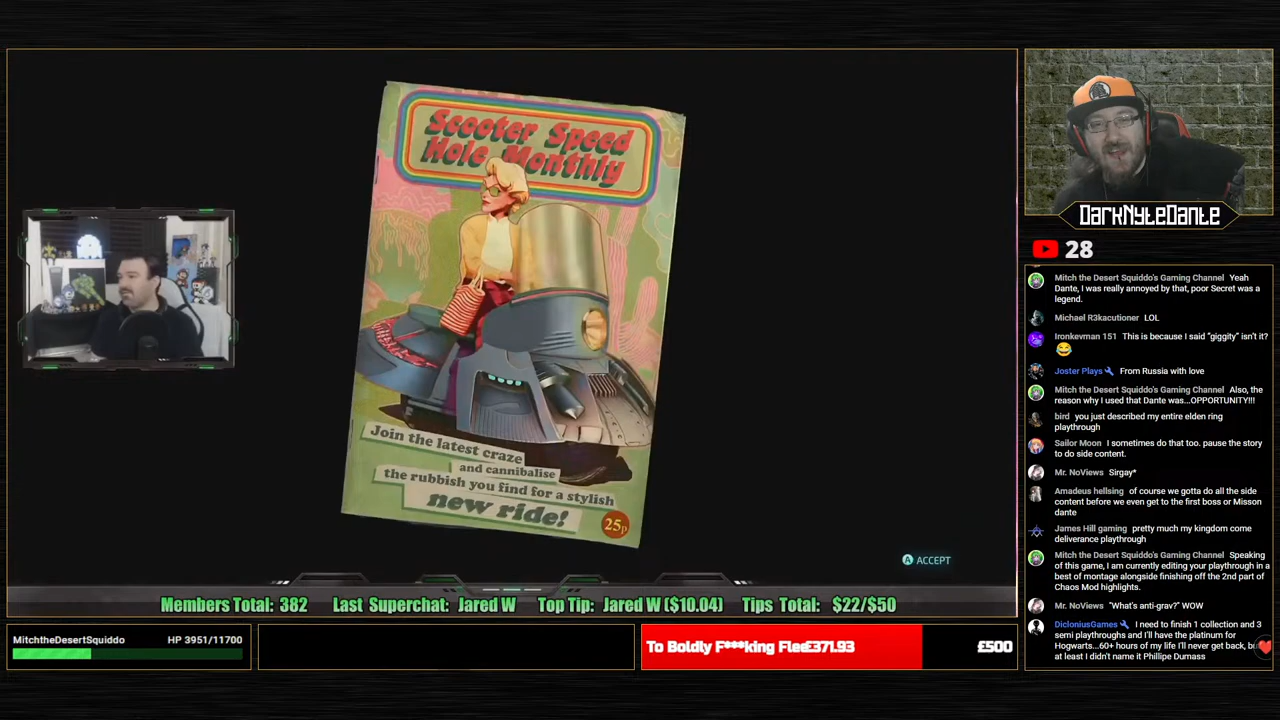 Scooter Speed
Hole Monthly
Join the latest craze
and cannibalise
the rubbish you find for a stylish
new ride!
25p
A ACCEPT
Members Total: 382 Last Superchat: Jared W Top Tip: Jared W ($10.04) Tips Total: $22/$50
MitchtheDesertSquiddo HP 3951/11700
To Boldly F***king Flee£371.93 £500
DarkNyteDante
28
Mitch the Desert Squiddo's Gaming Channel Yeah
Dante, I was really annoyed by that, poor Secret was a
legend.
Michael R3kacutioner LOL
Ironkevman 151 This is because I said "giggity" isn't it?
😂
Joster Plays From Russia with love
Mitch the Desert Squiddo's Gaming Channel Also, the
reason why I used that Dante was...OPPORTUNITY!!!
bird you just described my entire elden ring
playthrough
Sailor Moon I sometimes do that too. pause the story
to do side content.
Mr. NoViews Sirgay*
Amadeus hellsing of course we gotta do all the side
content before we even get to the first boss or Misson
dante
James Hill gaming pretty much my kingdom come
deliverance playthrough
Mitch the Desert Squiddo's Gaming Channel Speaking
of this game, I am currently editing your playthrough in a
best of montage alongside finishing off the 2nd part of
Chaos Mod highlights.
Mr. NoViews "What's anti-grav?" WOW
DicloniusGames I need to finish 1 collection and 3
semi playthroughs and I'll have the platinum for
Hogwarts...60+ hours of my life I'll never get back,
at least I didn't name it Phillipe Dumass